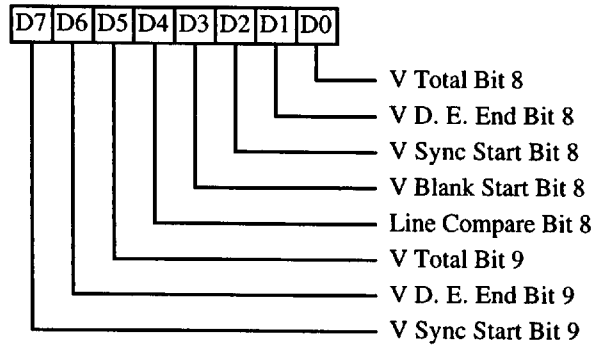 D7 D6 D5 D4 D3 D2 D1 D0
V Total Bit 8
V D. E. End Bit 8
V Sync Start Bit 8
V Blank Start Bit 8
Line Compare Bit 8
V Total Bit 9
V D. E. End Bit 9
V Sync Start Bit 9